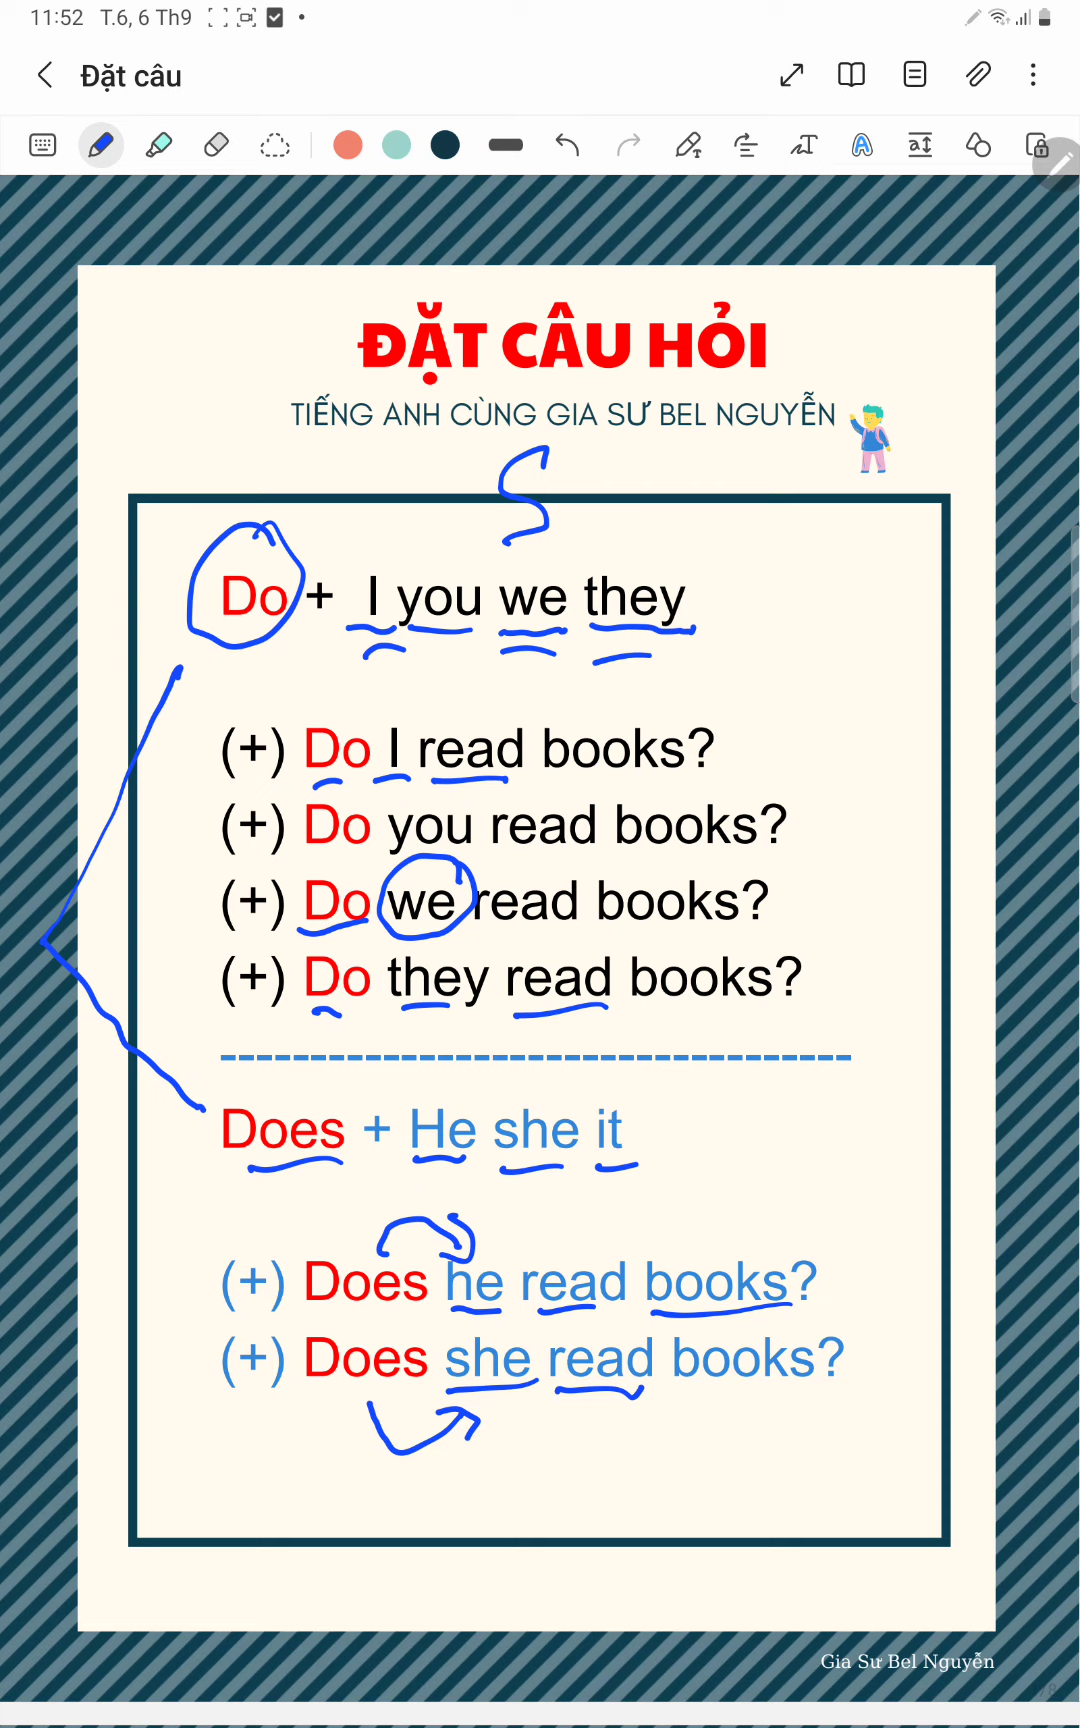 11:52 T.6, 6 Th9
Đặt câu
ĐẶT CÂU HỎI
TIẾNG ANH CÙNG GIA SƯ BEL NGUYỄN
S
Do + I you we they
(+) Do I read books?
(+) Do you read books?
(+) Do we read books?
(+) Do they read books?
-----------------------------------
Does + He she it
(+) Does he read books?
(+) Does she read books?
Gia Sư Bel Nguyễn